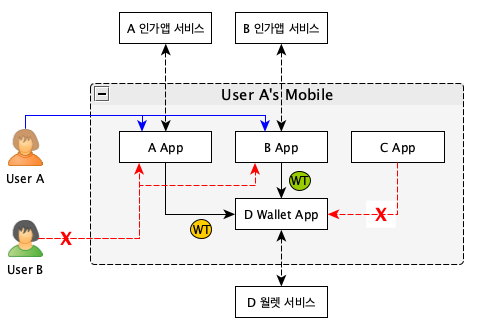 A 인가앱 서비스
B 인가앱 서비스
User A's Mobile
A App
B App
C App
User A
WT
D Wallet App
X
WT
X
User B
D 월렛 서비스